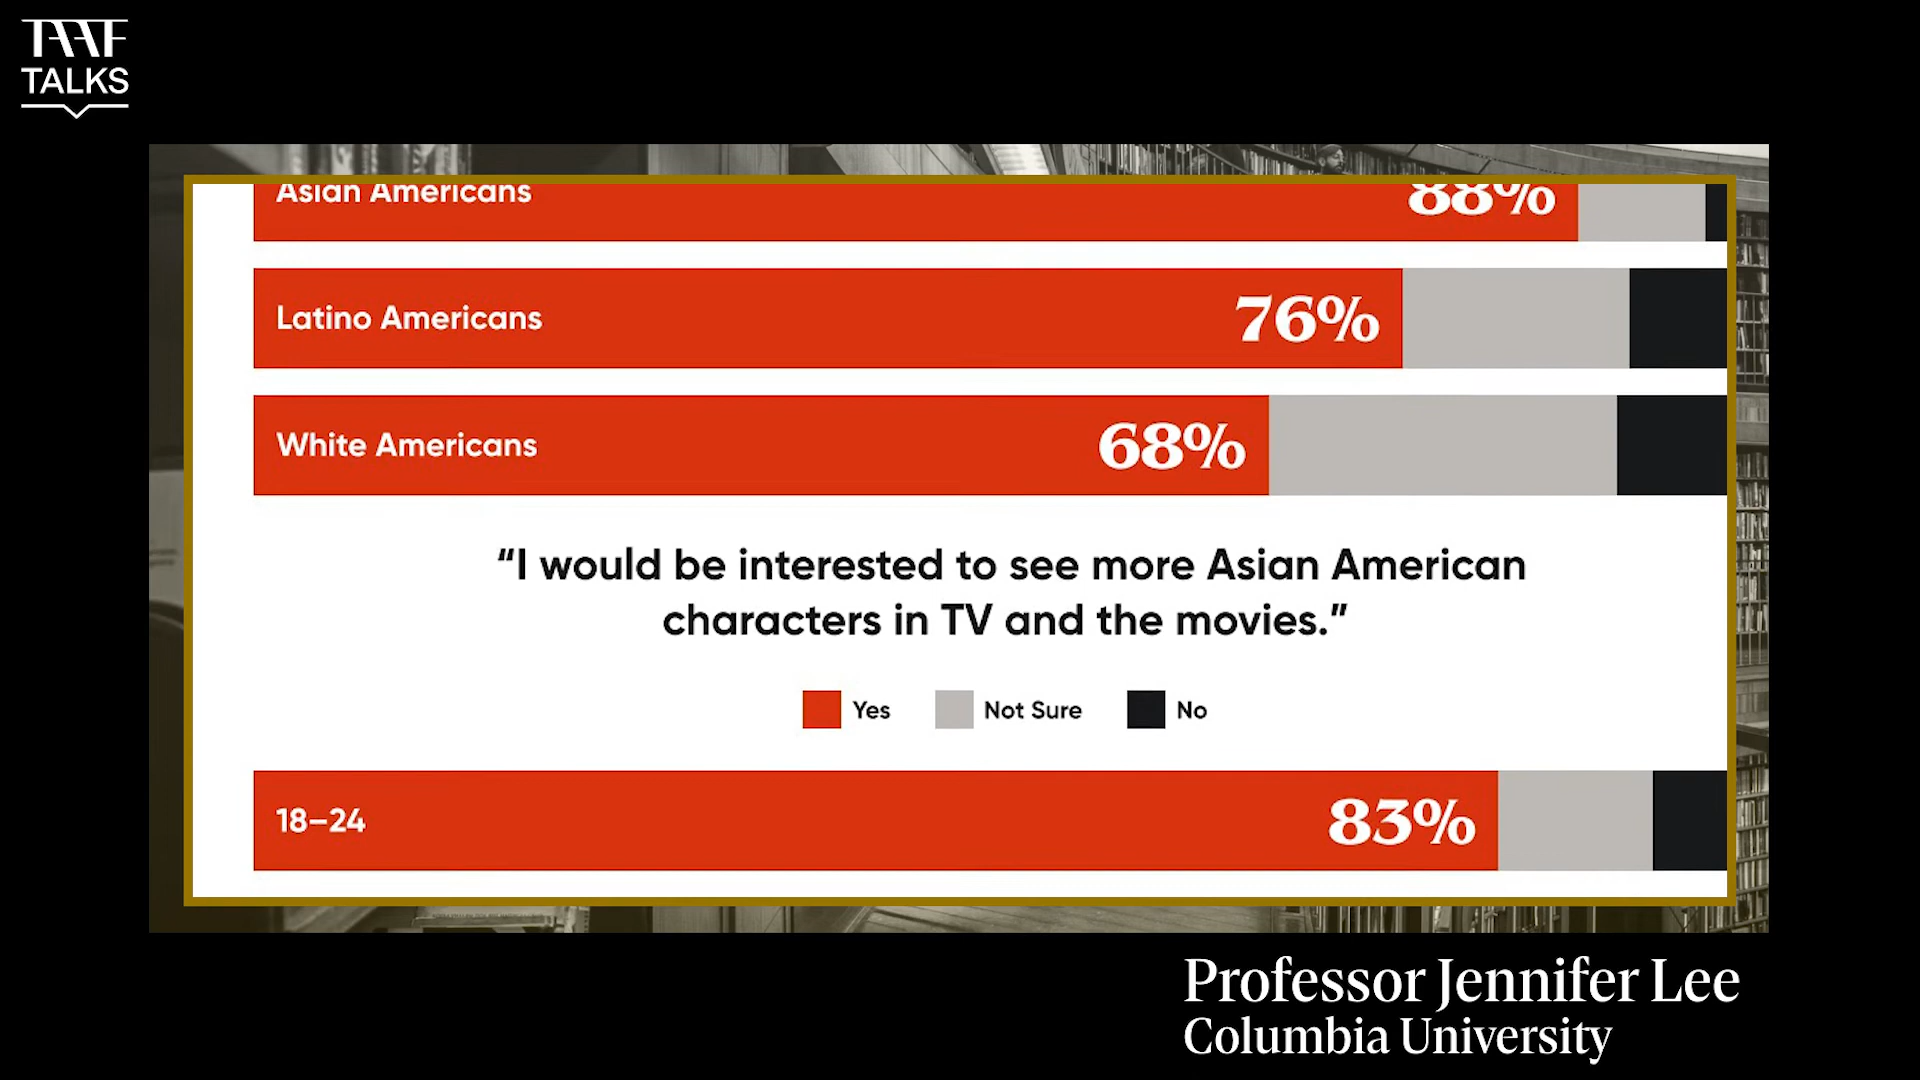 TAAF
TALKS
Asian Americans 88%
Latino Americans 76%
White Americans 68%
“I would be interested to see more Asian American
characters in TV and the movies.”
Yes Not Sure No
18–24 83%
Professor Jennifer Lee
Columbia University